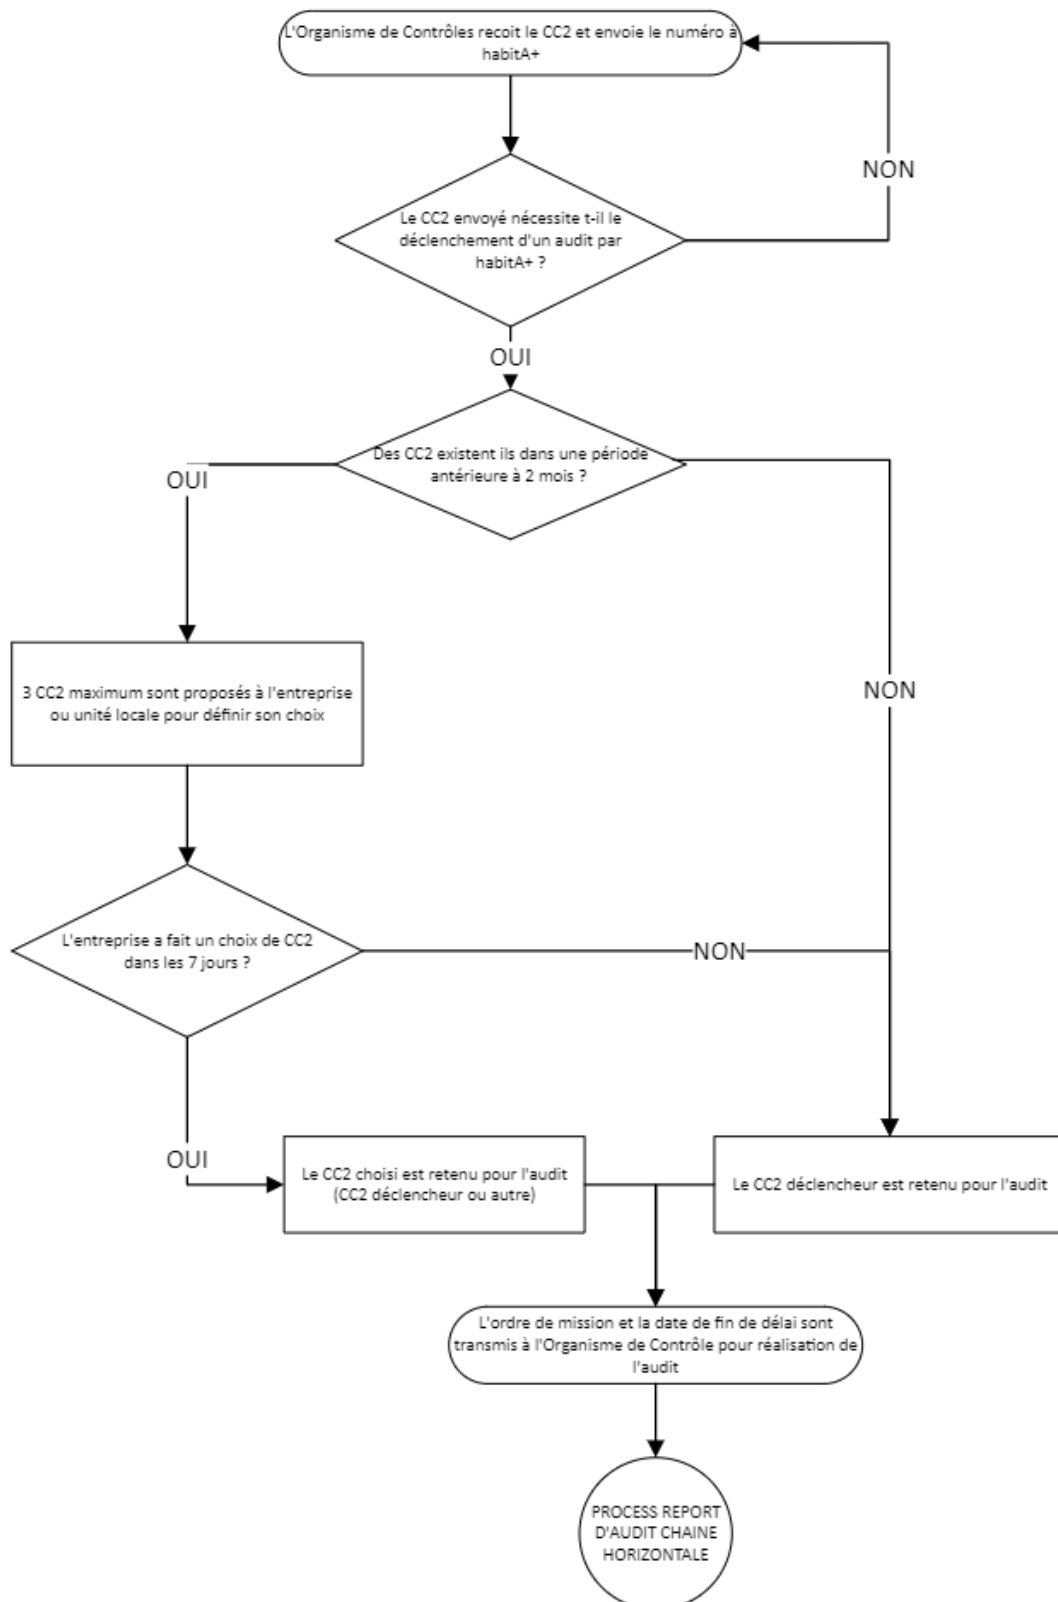 L'Organisme de Contrôles recoit le CC2 et envoie le numéro à
habitA+
NON
Le CC2 envoyé nécessite t-il le
déclenchement d'un audit par
habitA+ ?
OUI
Des CC2 existent ils dans une période
antérieure à 2 mois ?
OUI
NON
3 CC2 maximum sont proposés à l'entreprise
ou unité locale pour définir son choix
L'entreprise a fait un choix de CC2
dans les 7 jours ?
NON
OUI
Le CC2 choisi est retenu pour l'audit
(CC2 déclencheur ou autre)
Le CC2 déclencheur est retenu pour l'audit
L'ordre de mission et la date de fin de délai sont
transmis à l'Organisme de Contrôle pour réalisation de
l'audit
PROCESS REPORT
D'AUDIT CHAINE
HORIZONTALE